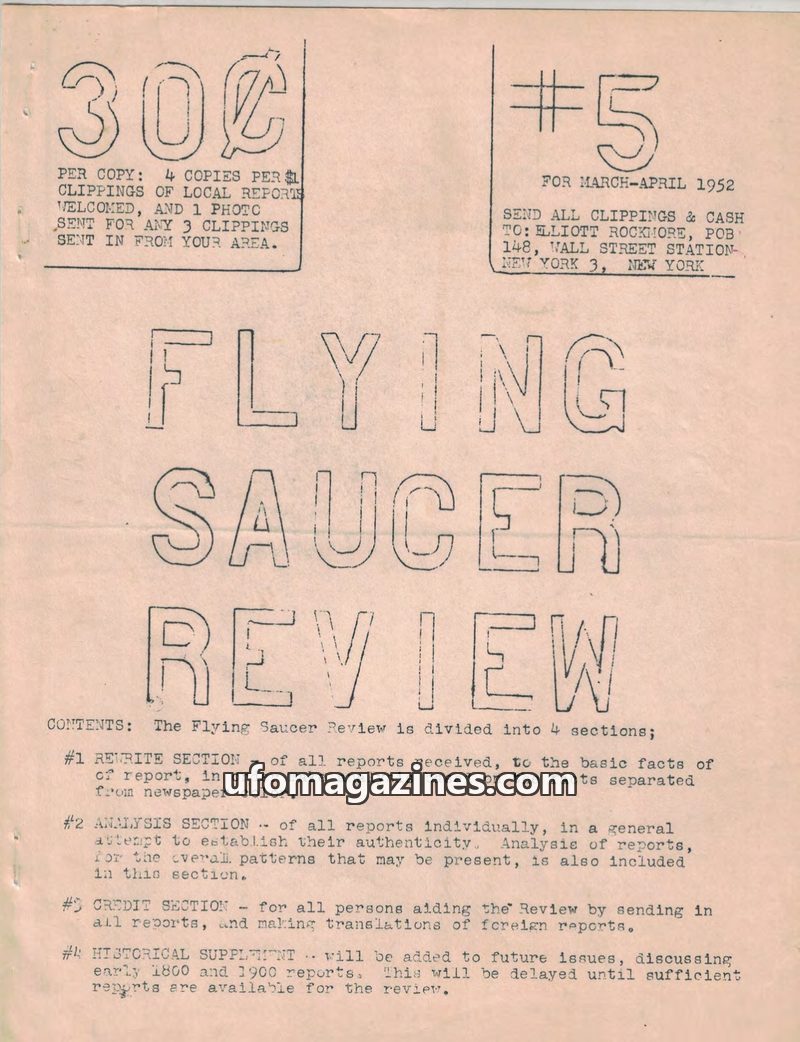 30¢
PER COPY: 4 COPIES PER $1
CLIPPINGS OF LOCAL REPORTS
WELCOMED, AND 1 PHOTO
SENT FOR ANY 3 CLIPPINGS
SENT IN FROM YOUR AREA.
#5
FOR MARCH-APRIL 1952
SEND ALL CLIPPINGS & CASH
TO: ELLIOTT ROCKMORE, POB
148, WALL STREET STATION-
NEW YORK 3, NEW YORK
FLYING
SAUCER
REVIEW
CONTENTS: The Flying Saucer Review is divided into 4 sections;
#1 REWRITE SECTION - of all reports received, to the basic facts of
of report, in ts separated
from newspaper
ufomagazines.com
#2 ANALYSIS SECTION - of all reports individually, in a general
attempt to establish their authenticity. Analysis of reports,
for the overall patterns that may be present, is also included
in this section.
#3 CREDIT SECTION - for all persons aiding the Review by sending in
all reports, and making translations of foreign reports.
#4 HISTORICAL SUPPLEMENT - will be added to future issues, discussing
early 1800 and 1900 reports. This will be delayed until sufficient
reports are available for the review.